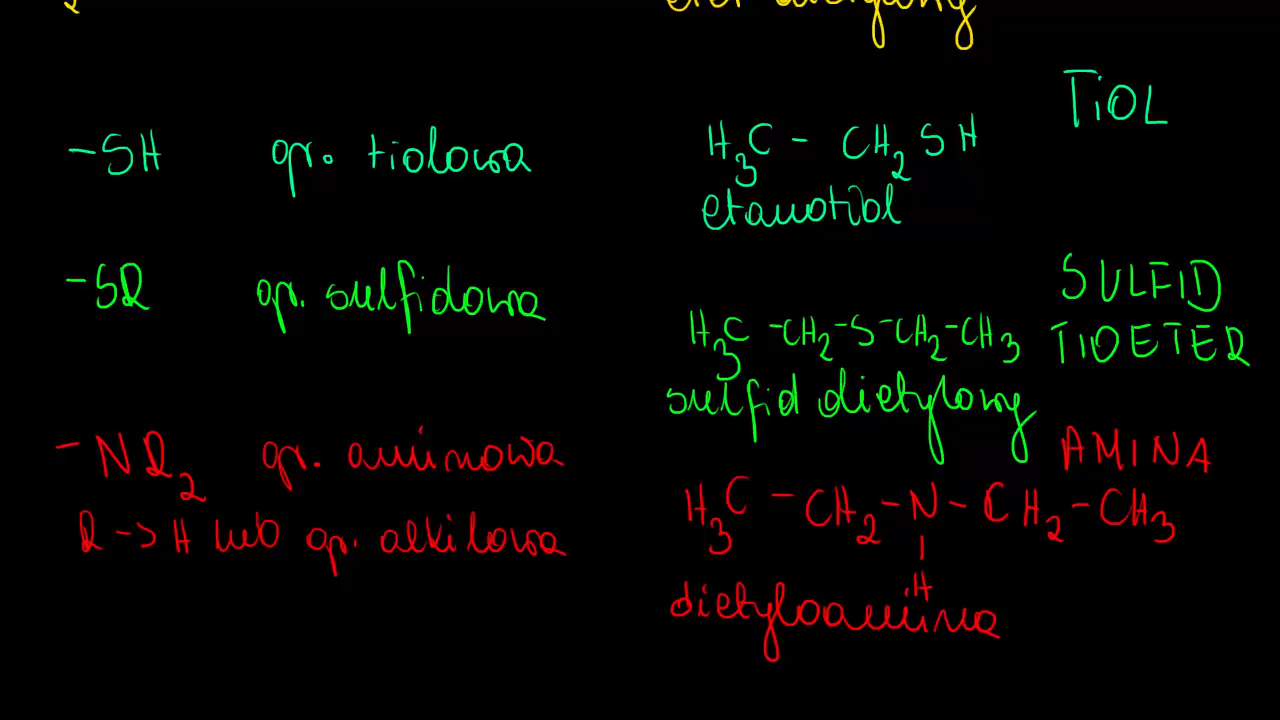 TiOL
-SH gr. tiolowa H₃C - CH₂SH
etanotiol
-SR gr. sulfidowa SULFID
H₃C-CH₂-S-CH₂-CH₃ TIOETER
sulfid dietylowy
-NR₂ gr. aminowa AMINA
H₃C - CH₂-N-CH₂-CH₃
R -> H lub gr. alkilowa
H
dietyloamina